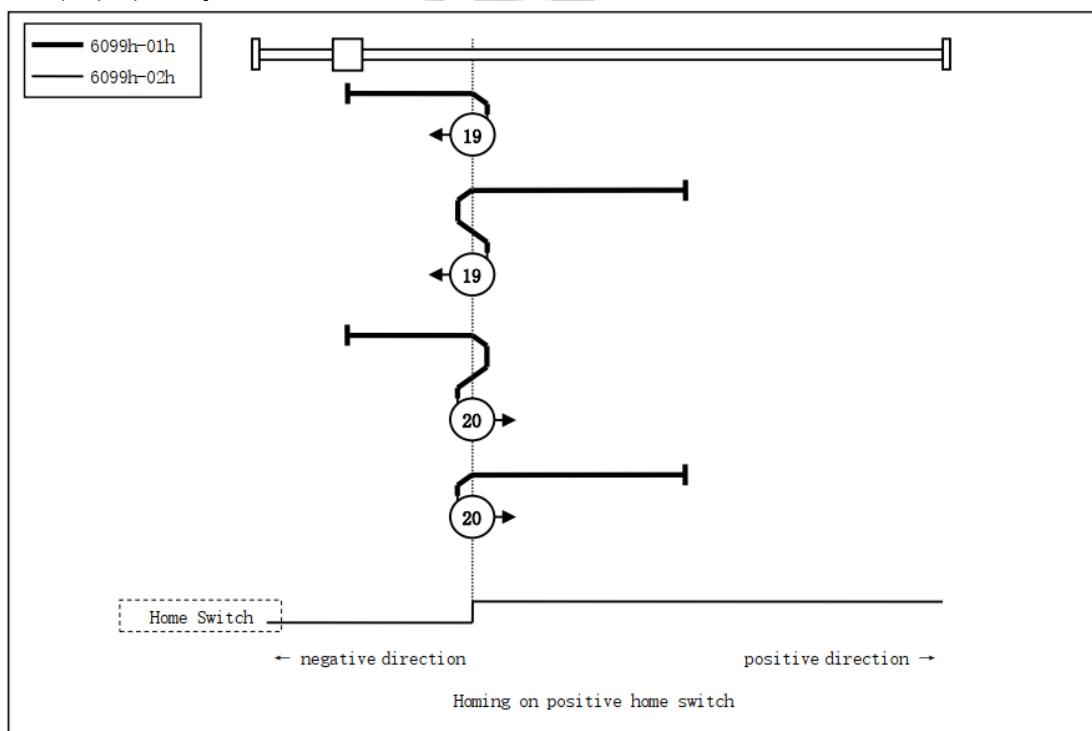 6099h-01h
6099h-02h
19
19
20
20
Home Switch
← negative direction
positive direction →
Homing on positive home switch